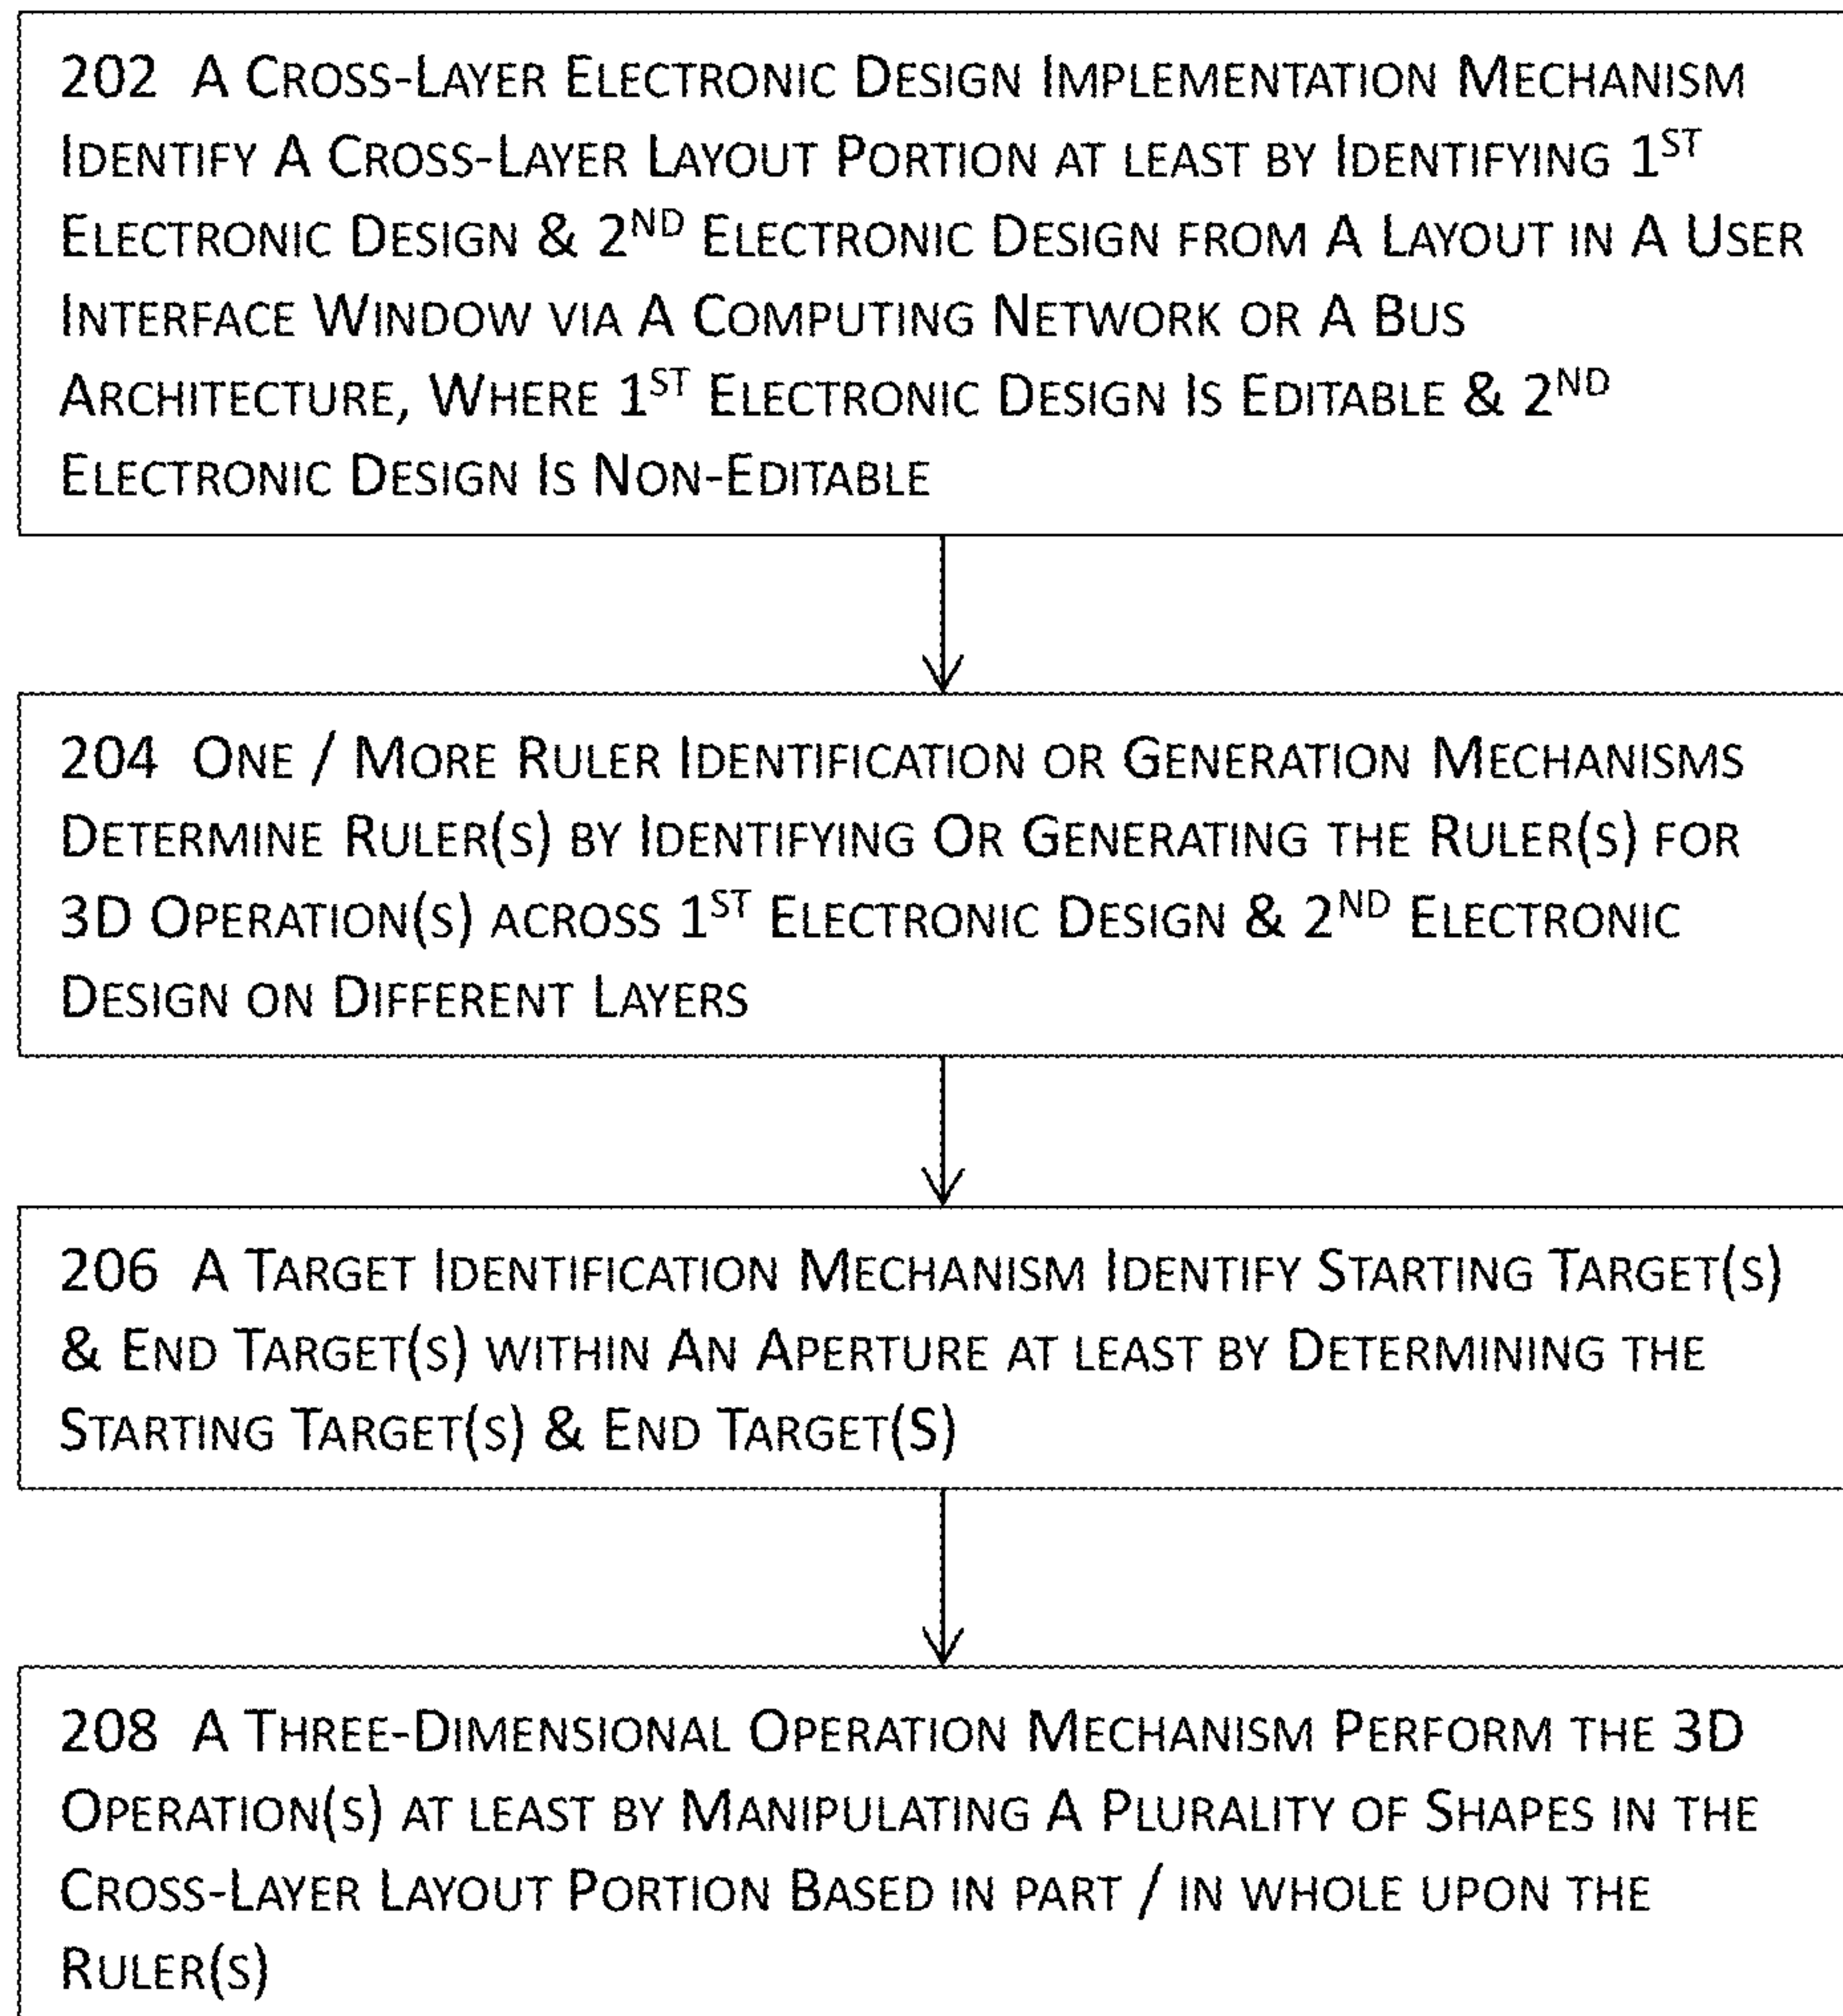 202 A CROSS-LAYER ELECTRONIC DESIGN IMPLEMENTATION MECHANISM
IDENTIFY A CROSS-LAYER LAYOUT PORTION AT LEAST BY IDENTIFYING 1ST
ELECTRONIC DESIGN & 2ND ELECTRONIC DESIGN FROM A LAYOUT IN A USER
INTERFACE WINDOW VIA A COMPUTING NETWORK OR A BUS
ARCHITECTURE, WHERE 1ST ELECTRONIC DESIGN IS EDITABLE & 2ND
ELECTRONIC DESIGN IS NON-EDITABLE
204 ONE / MORE RULER IDENTIFICATION OR GENERATION MECHANISMS
DETERMINE RULER(S) BY IDENTIFYING OR GENERATING THE RULER(S) FOR
3D OPERATION(S) ACROSS 1ST ELECTRONIC DESIGN & 2ND ELECTRONIC
DESIGN ON DIFFERENT LAYERS
206 A TARGET IDENTIFICATION MECHANISM IDENTIFY STARTING TARGET(S)
& END TARGET(S) WITHIN AN APERTURE AT LEAST BY DETERMINING THE
STARTING TARGET(S) & END TARGET(S)
208 A THREE-DIMENSIONAL OPERATION MECHANISM PERFORM THE 3D
OPERATION(S) AT LEAST BY MANIPULATING A PLURALITY OF SHAPES IN THE
CROSS-LAYER LAYOUT PORTION BASED IN PART / IN WHOLE UPON THE
RULER(S)